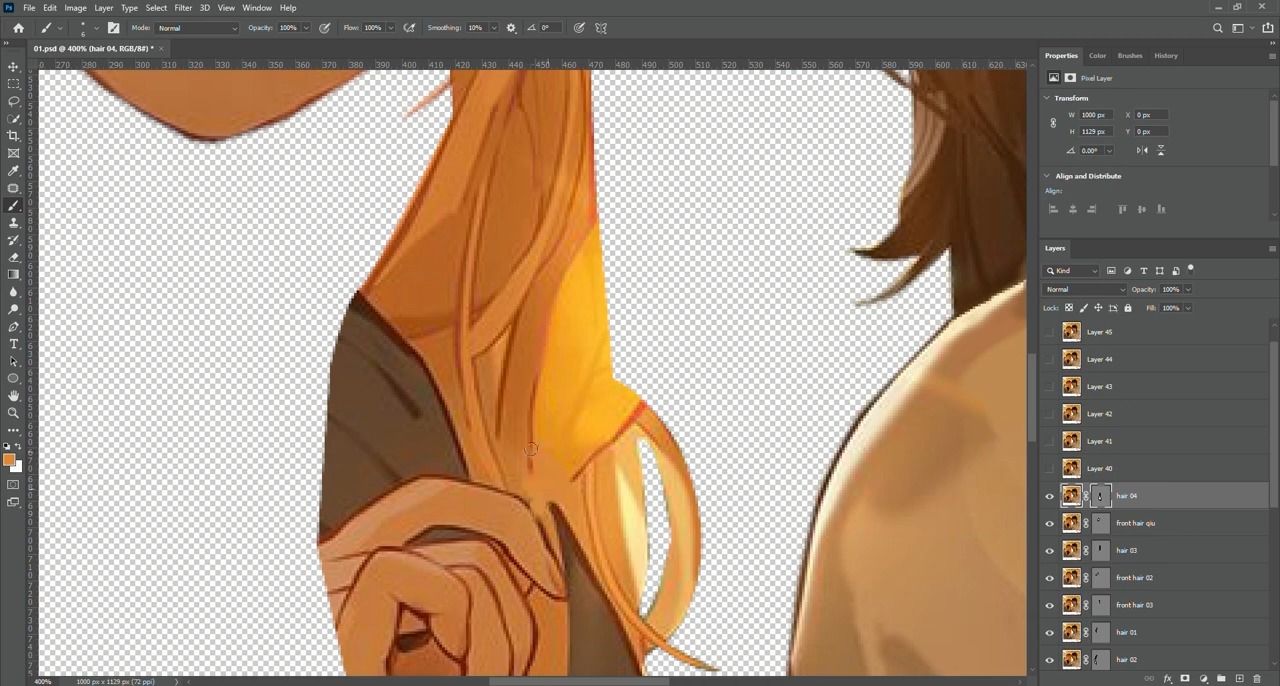 File Edit Image Layer Type Select Filter 3D View Window Help
6 Mode: Normal Opacity: 100% Flow: 100% Smoothing: 10% 0°
01.psd @ 400% (hair 04, RGB/8#) * ×
270 280 290 300 310 320 330 340 350 360 370 380 390 400 410 420 430 440 450 460 470 480 490 500 510 520 530 540 550 560 570 580 590 600 610 620 630
Properties Color Brushes History
Pixel Layer
Transform
W 1000 px X 0 px
H 1129 px Y 0 px
0.00°
Align and Distribute
Align:
Layers
Kind
Normal Opacity: 100%
Lock: Fill: 100%
Layer 45
Layer 44
Layer 43
Layer 42
Layer 41
Layer 40
hair 04
front hair qiu
hair 03
front hair 02
front hair 03
hair 01
hair 02
400% 1000 px x 1129 px (72 ppi)